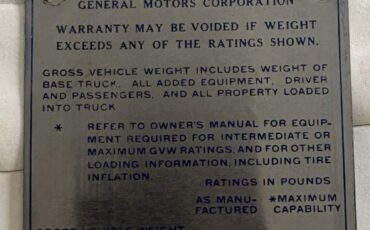 GENERAL MOTORS CORPORATION
WARRANTY MAY BE VOIDED IF WEIGHT
EXCEEDS ANY OF THE RATINGS SHOWN.
GROSS VEHICLE WEIGHT INCLUDES WEIGHT OF
BASE TRUCK, ALL ADDED EQUIPMENT, DRIVER
AND PASSENGERS, AND ALL PROPERTY LOADED
INTO TRUCK
* REFER TO OWNER'S MANUAL FOR EQUIP-
MENT REQUIRED FOR INTERMEDIATE OR
MAXIMUM GVW RATINGS, AND FOR OTHER
LOADING INFORMATION, INCLUDING TIRE
INFLATION.
RATINGS IN POUNDS
AS MANU- *MAXIMUM
FACTURED CAPABILITY
GROSS VEHICLE WEIGHT